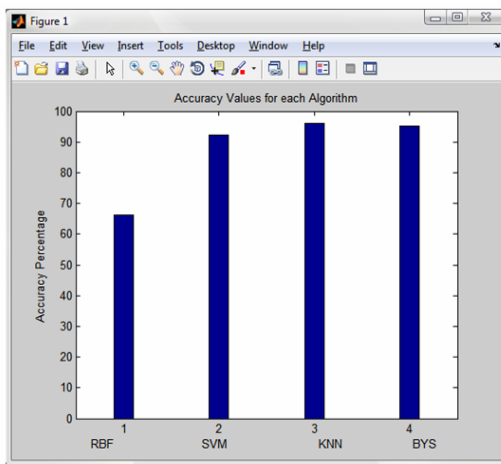 Figure 1
File Edit View Insert Tools Desktop Window Help
Accuracy Values for each Algorithm
Accuracy Percentage
100
90
80
70
60
50
40
30
20
10
0
1 2 3 4
RBF SVM KNN BYS